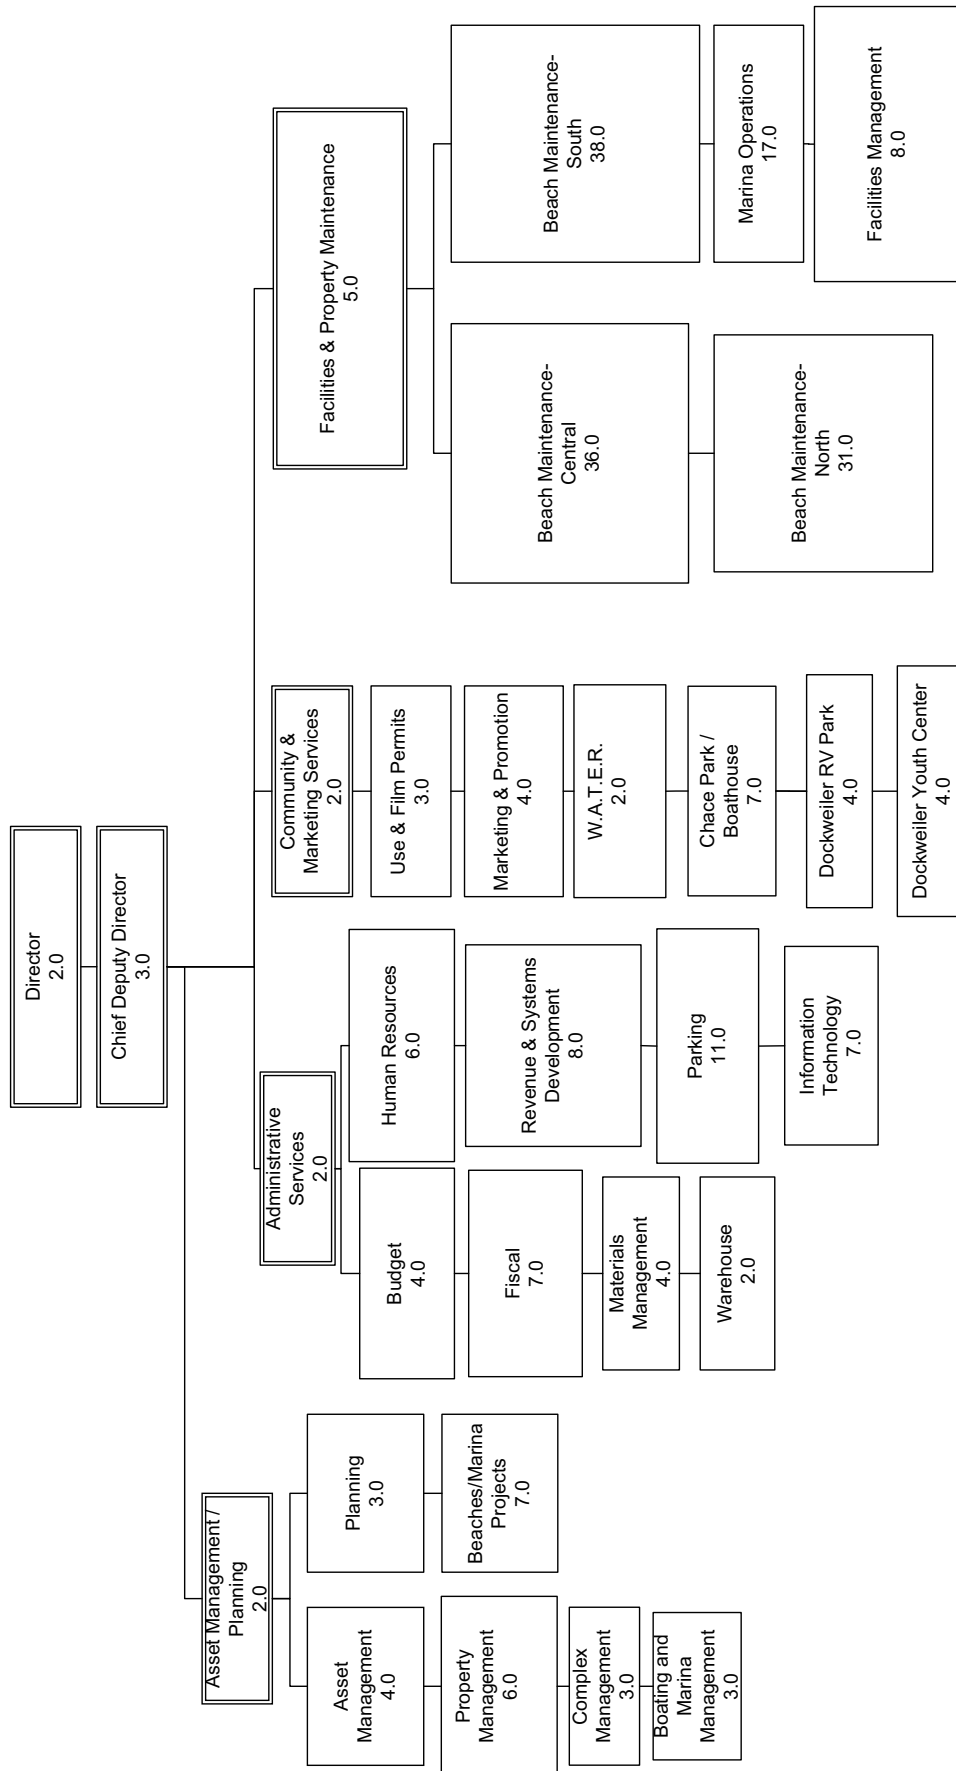 Director
2.0
Chief Deputy Director
3.0
Asset Management /
Planning
2.0
Asset
Management
4.0
Property
Management
6.0
Complex
Management
3.0
Boating and
Marina
Management
3.0
Planning
3.0
Beaches/Marina
Projects
7.0
Administrative
Services
2.0
Budget
4.0
Fiscal
7.0
Materials
Management
4.0
Warehouse
2.0
Human Resources
6.0
Revenue & Systems
Development
8.0
Parking
11.0
Information
Technology
7.0
Community &
Marketing Services
2.0
Use & Film Permits
3.0
Marketing & Promotion
4.0
W.A.T.E.R.
2.0
Chace Park /
Boathouse
7.0
Dockweiler RV Park
4.0
Dockweiler Youth Center
4.0
Facilities & Property Maintenance
5.0
Beach Maintenance-
Central
36.0
Beach Maintenance-
North
31.0
Beach Maintenance-
South
38.0
Marina Operations
17.0
Facilities Management
8.0